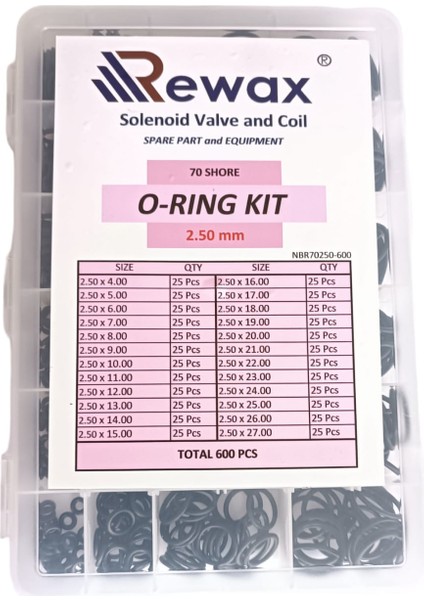 Rewax ®
Solenoid Valve and Coil
SPARE PART and EQUIPMENT
70 SHORE
O-RING KIT
2.50 mm
NBR70250-600
SIZE QTY SIZE QTY
2.50 x 4.00 25 Pcs 2.50 x 16.00 25 Pcs
2.50 x 5.00 25 Pcs 2.50 x 17.00 25 Pcs
2.50 x 6.00 25 Pcs 2.50 x 18.00 25 Pcs
2.50 x 7.00 25 Pcs 2.50 x 19.00 25 Pcs
2.50 x 8.00 25 Pcs 2.50 x 20.00 25 Pcs
2.50 x 9.00 25 Pcs 2.50 x 21.00 25 Pcs
2.50 x 10.00 25 Pcs 2.50 x 22.00 25 Pcs
2.50 x 11.00 25 Pcs 2.50 x 23.00 25 Pcs
2.50 x 12.00 25 Pcs 2.50 x 24.00 25 Pcs
2.50 x 13.00 25 Pcs 2.50 x 25.00 25 Pcs
2.50 x 14.00 25 Pcs 2.50 x 26.00 25 Pcs
2.50 x 15.00 25 Pcs 2.50 x 27.00 25 Pcs
TOTAL 600 PCS